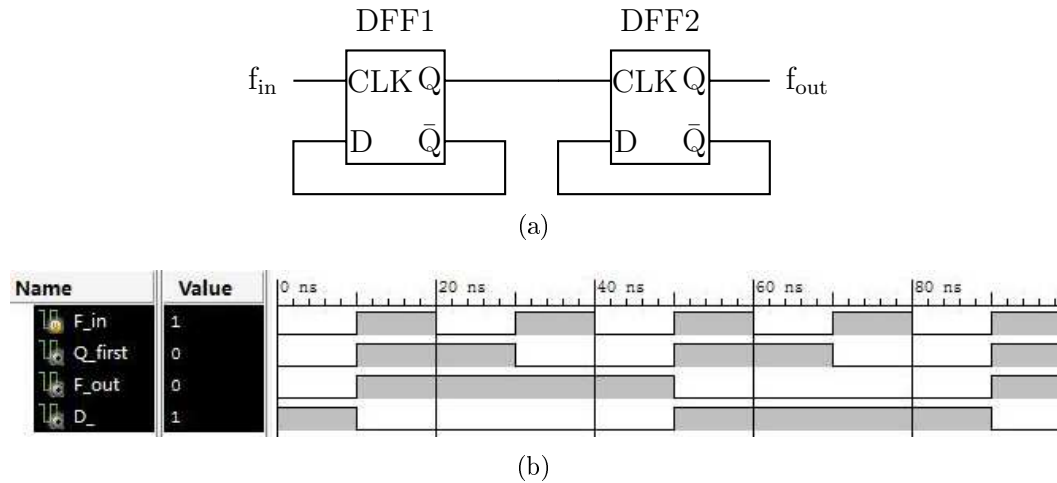 DFF1 DFF2
f_in CLK Q CLK Q f_out
D Q̄ D Q̄
(a)
Name Value 0 ns 20 ns 40 ns 60 ns 80 ns
F_in 1
Q_first 0
F_out 0
D_ 1
(b)